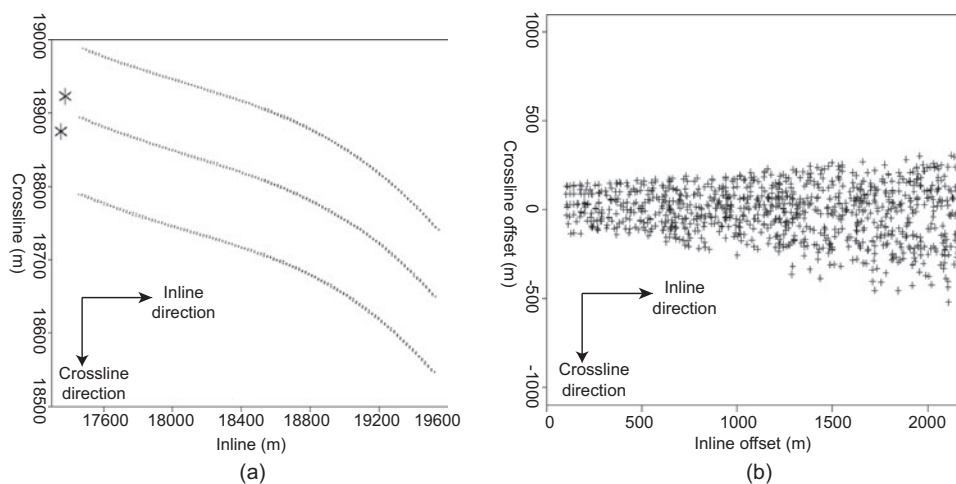 19000
18900
18800
18700
18600
18500
Crossline (m)
Inline
direction
Crossline
direction
17600 18000 18400 18800 19200 19600
Inline (m)
(a)
1000
500
0
-500
-1000
Crossline offset (m)
Inline
direction
Crossline
direction
0 500 1000 1500 2000
Inline offset (m)
(b)